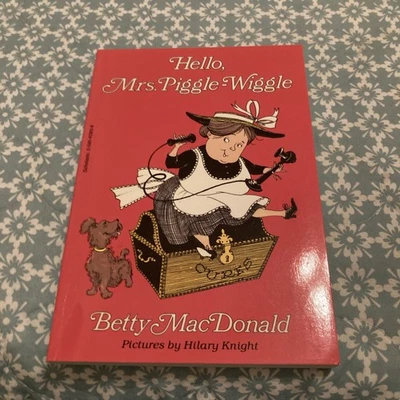 Hello,
Mrs. Piggle-Wiggle
CURES
Betty MacDonald
Pictures by Hilary Knight